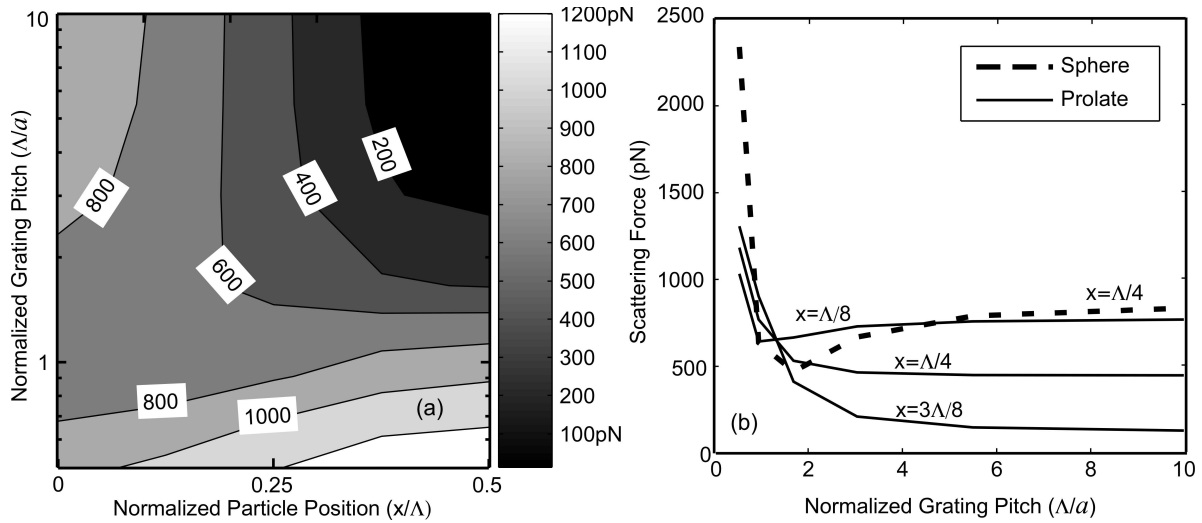 10
1
Normalized Grating Pitch (Λ/a)
800
600
400
200
800
1000
(a)
0
0.25
0.5
Normalized Particle Position (x/Λ)
1200pN
1100
1000
900
800
700
600
500
400
300
200
100pN
2500
2000
1500
1000
500
0
Scattering Force (pN)
Sphere
Prolate
x=Λ/8
x=Λ/4
x=Λ/4
x=3Λ/8
(b)
0
2
4
6
8
10
Normalized Grating Pitch (Λ/a)